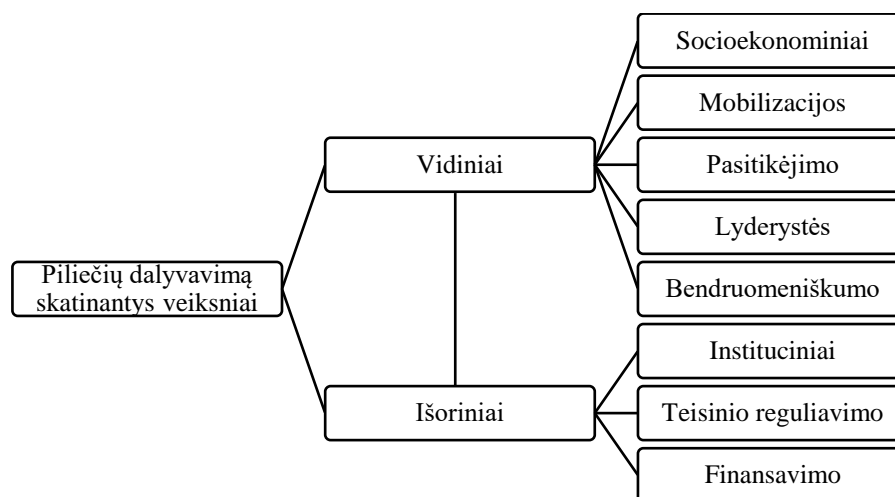 Piliečių dalyvavimą
skatinantys veiksniai
Vidiniai
Socioekonominiai
Mobilizacijos
Pasitikėjimo
Lyderystės
Bendruomeniškumo
Išoriniai
Instituciniai
Teisinio reguliavimo
Finansavimo